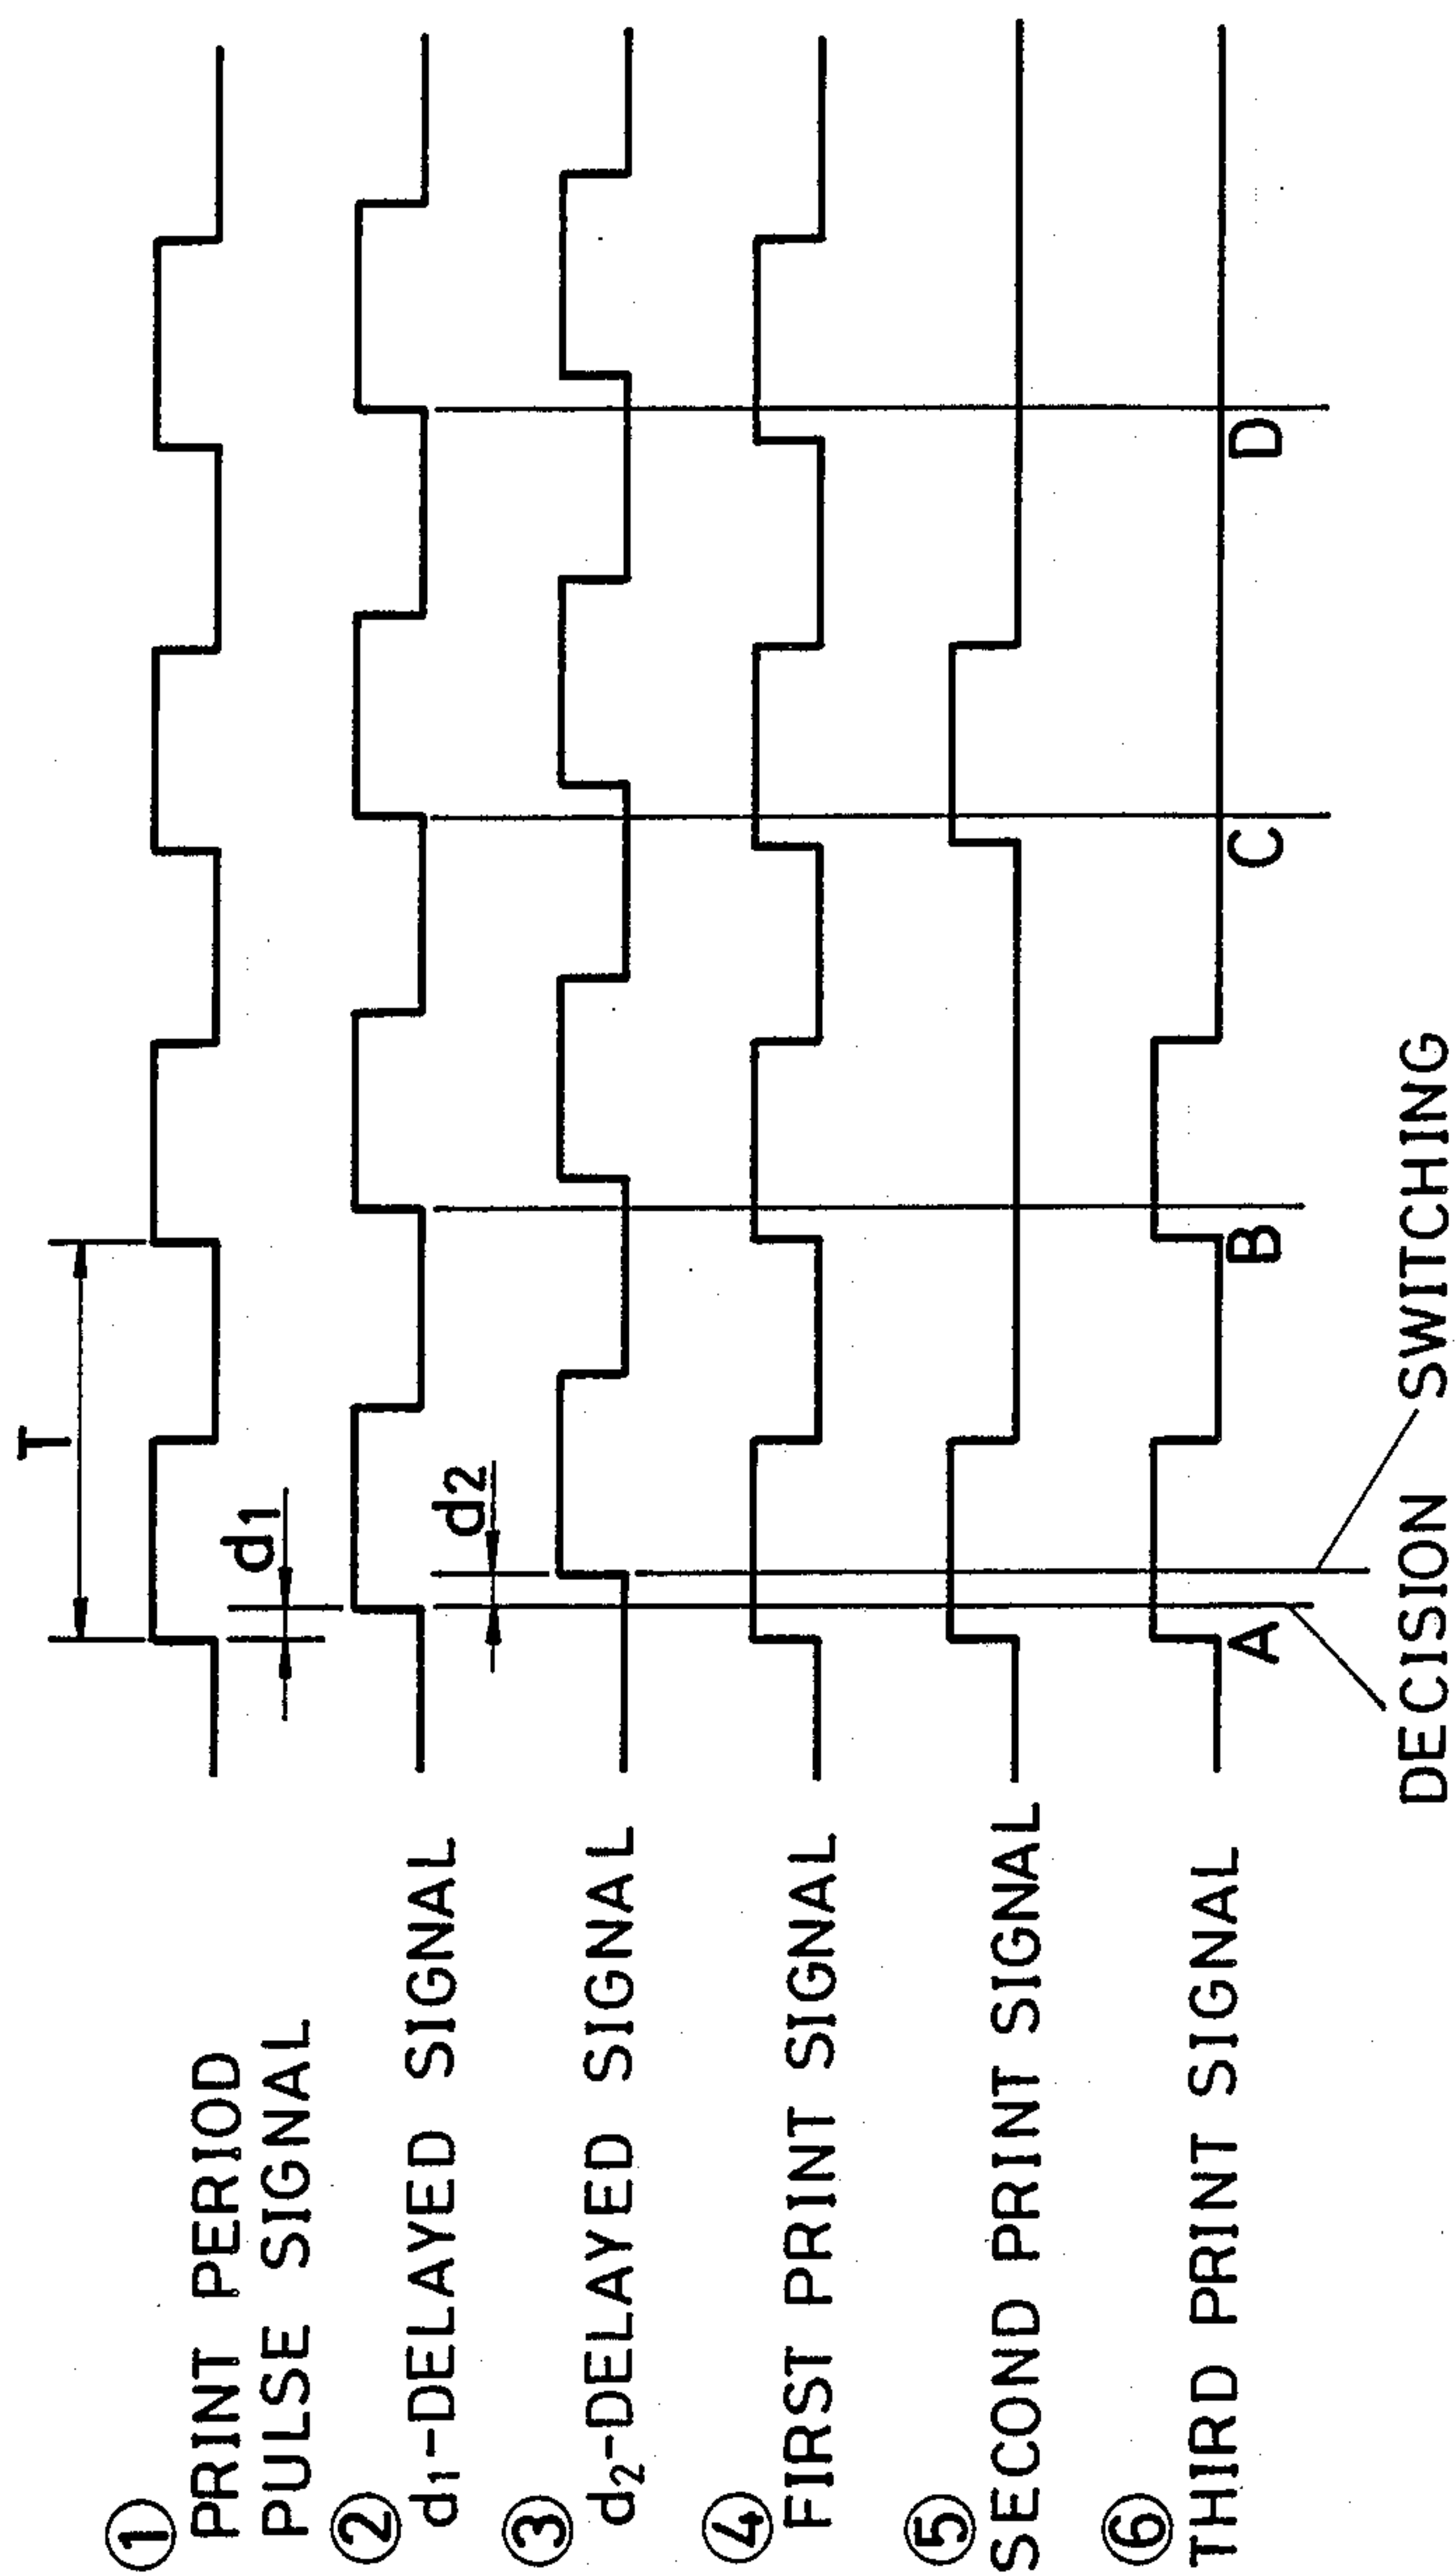 T
①
PRINT PERIOD
PULSE SIGNAL
d1
②
d1-DELAYED SIGNAL
d2
③
d2-DELAYED SIGNAL
④
FIRST PRINT SIGNAL
⑤
SECOND PRINT SIGNAL
⑥
THIRD PRINT SIGNAL
A B C D
DECISION SWITCHING